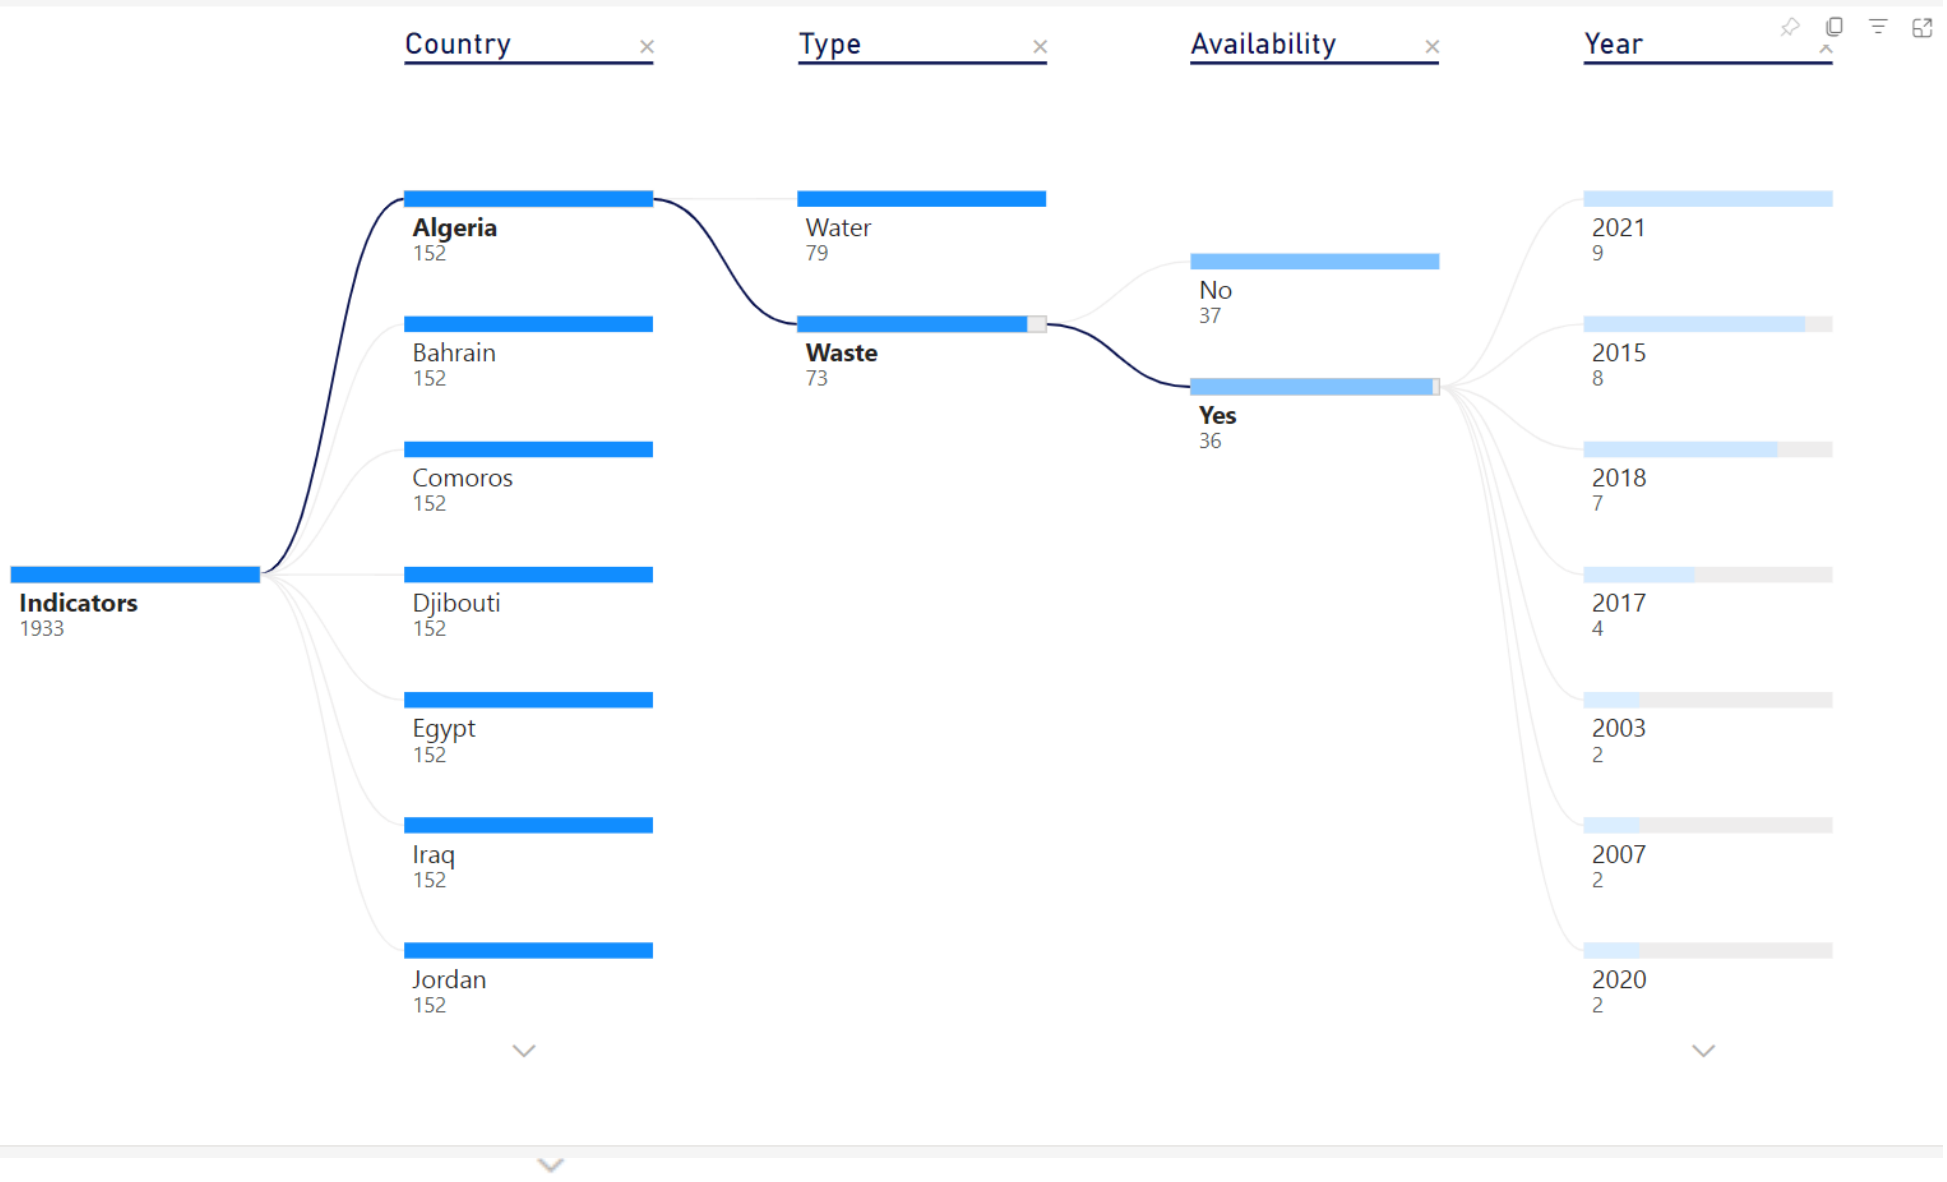 Country
Type
Availability
Year
Indicators
1933
Algeria
152
Bahrain
152
Comoros
152
Djibouti
152
Egypt
152
Iraq
152
Jordan
152
Water
79
Waste
73
No
37
Yes
36
2021
9
2015
8
2018
7
2017
4
2003
2
2007
2
2020
2